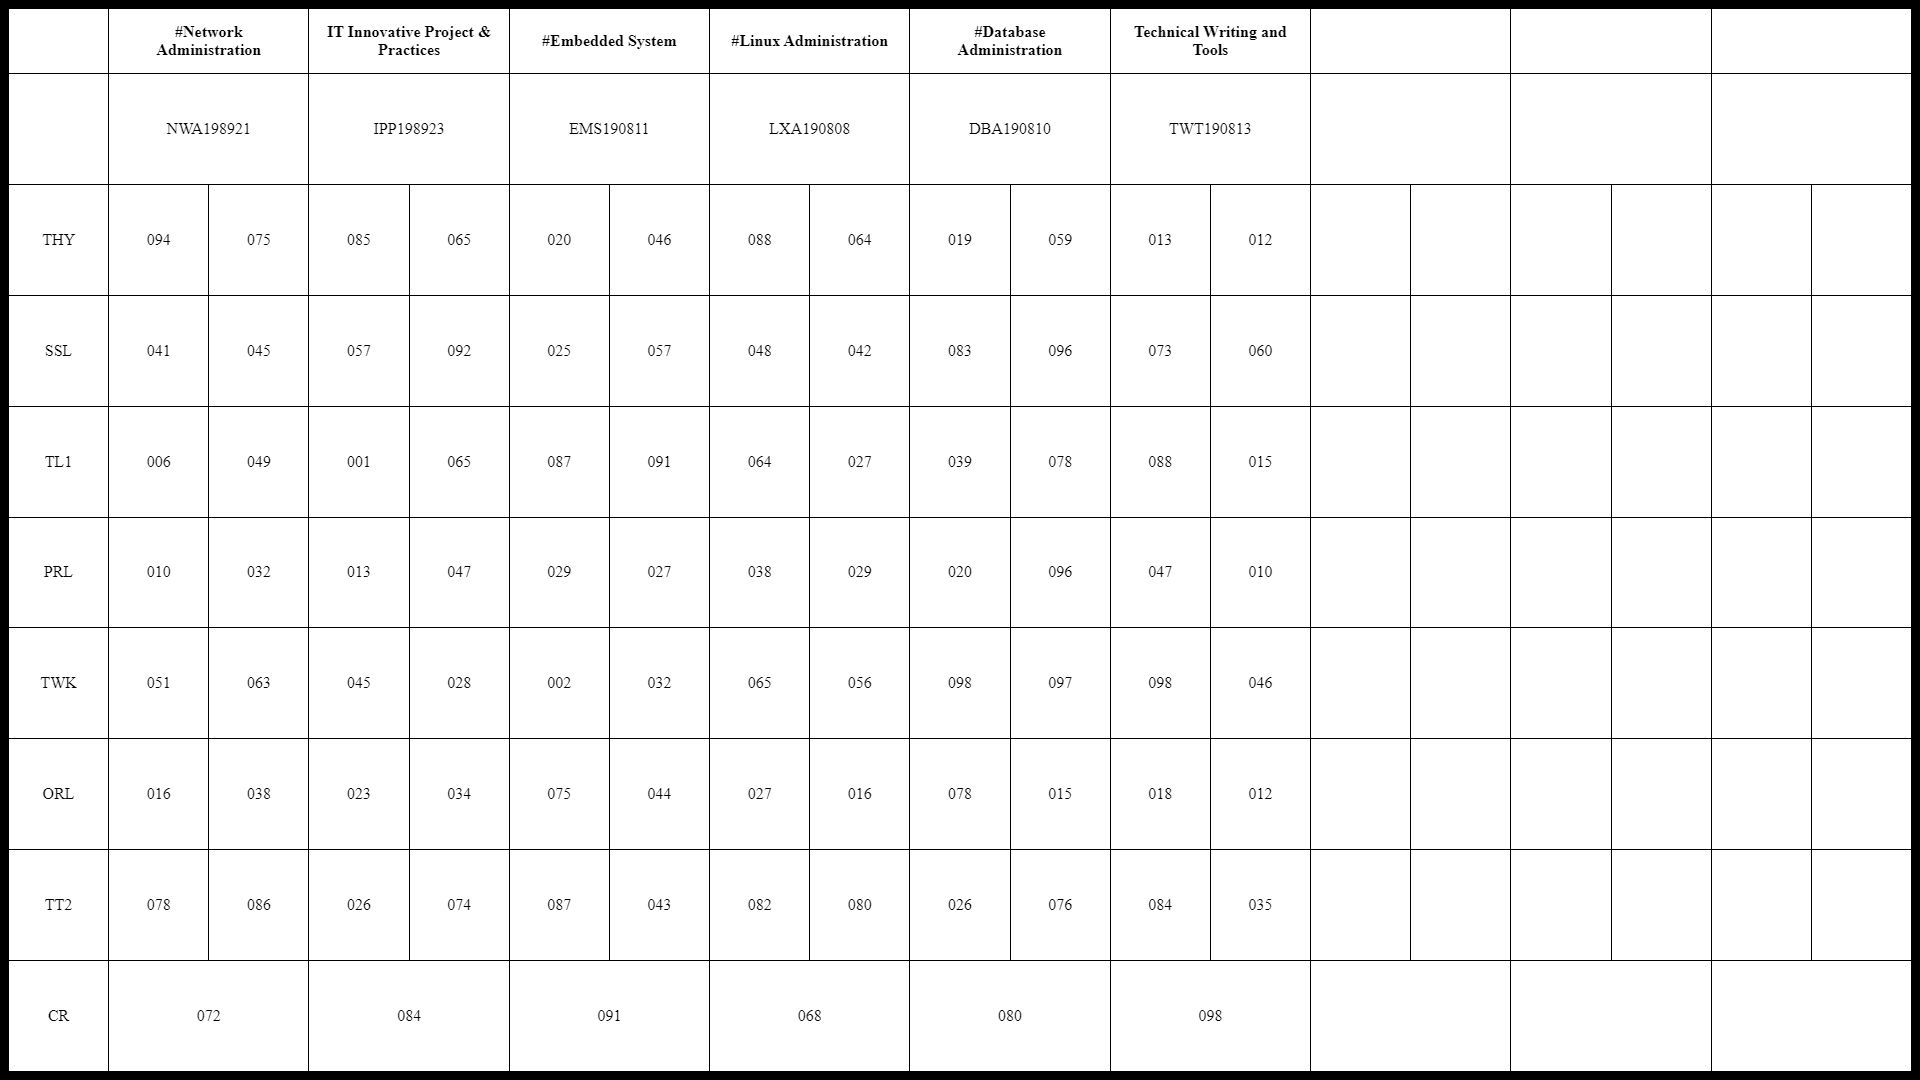 #Network Administration IT Innovative Project & Practices #Embedded System #Linux Administration #Database Administration Technical Writing and Tools
NWA198921 IPP198923 EMS190811 LXA190808 DBA190810 TWT190813
THY 094 075 085 065 020 046 088 064 019 059 013 012
SSL 041 045 057 092 025 057 048 042 083 096 073 060
TL1 006 049 001 065 087 091 064 027 039 078 088 015
PRL 010 032 013 047 029 027 038 029 020 096 047 010
TWK 051 063 045 028 002 032 065 056 098 097 098 046
ORL 016 038 023 034 075 044 027 016 078 015 018 012
TT2 078 086 026 074 087 043 082 080 026 076 084 035
CR 072 084 091 068 080 098